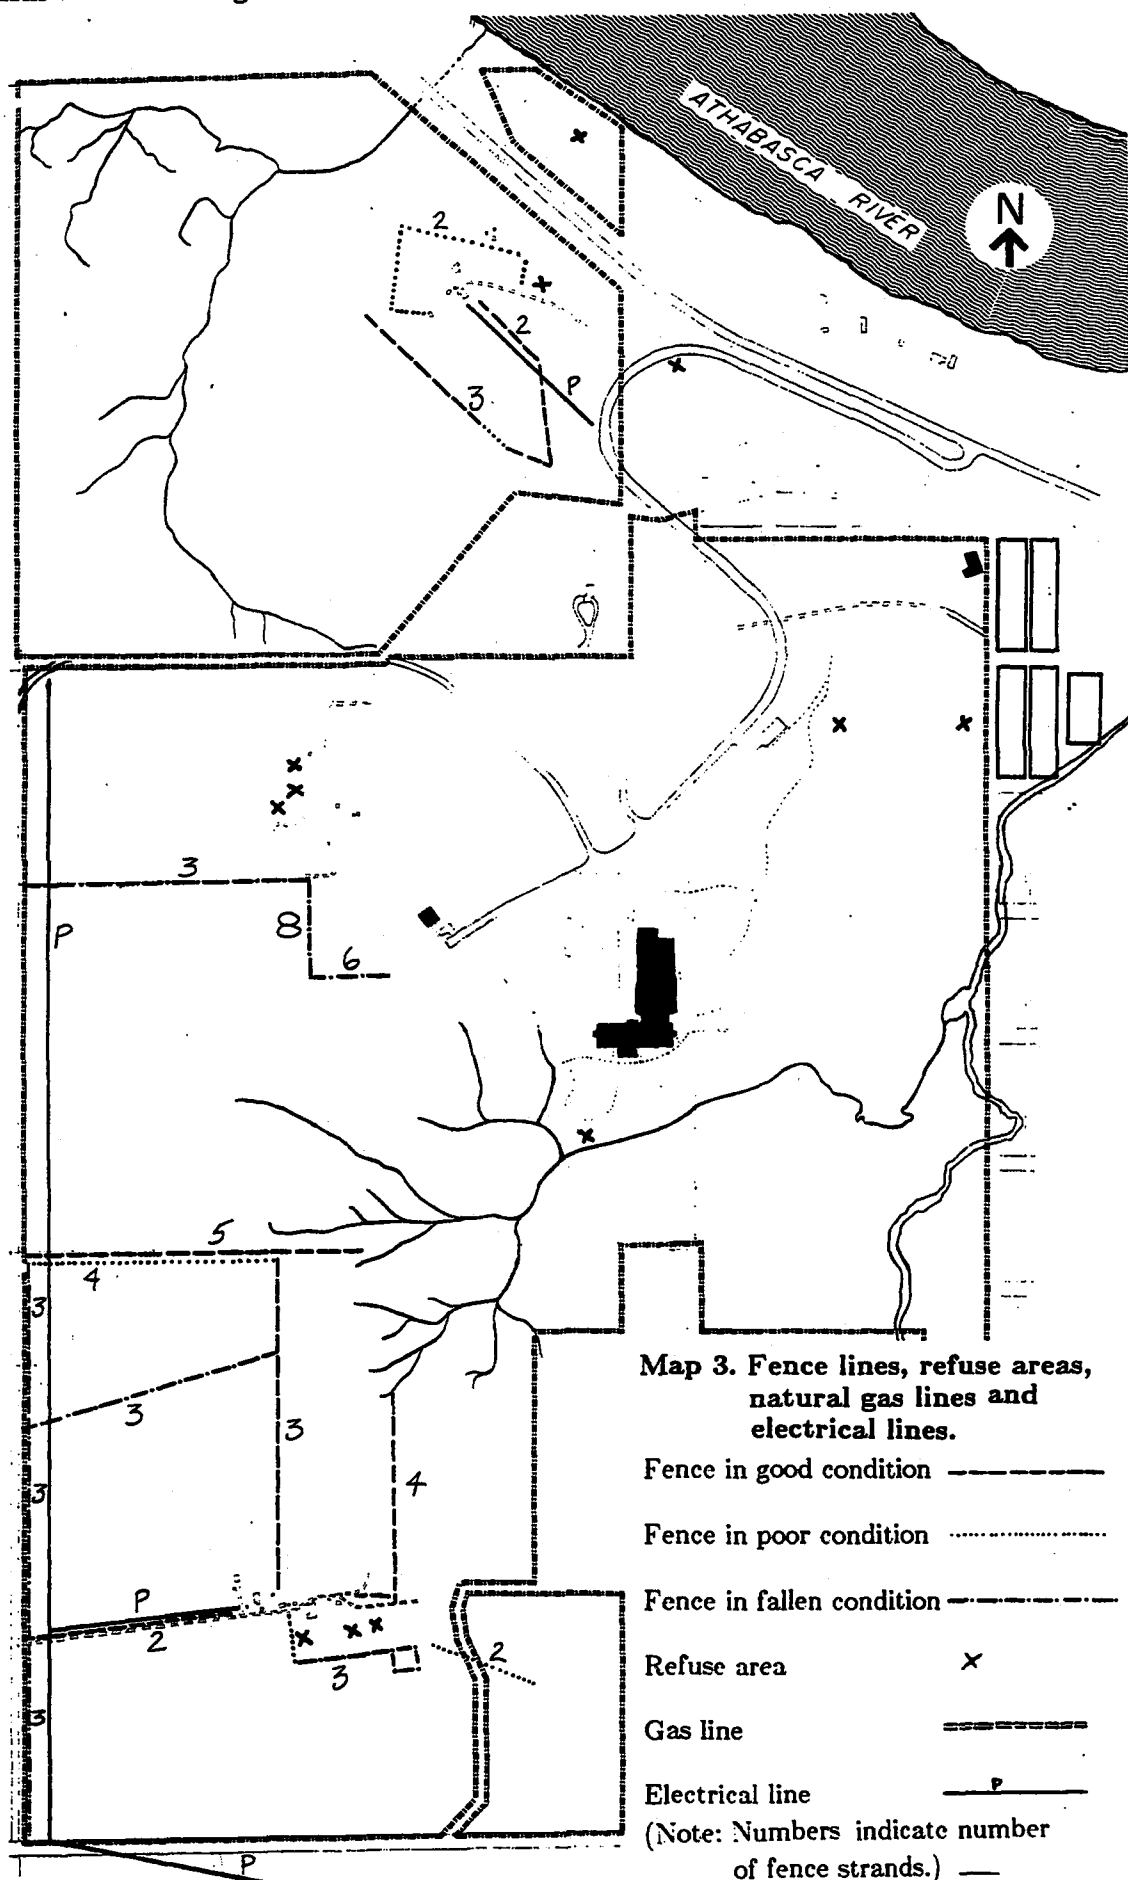 ATHABASCA RIVER
N
2
2
P
3
3
P
8
6
5
4
3
3
3
3
4
P
2
3
2
3
P
Map 3. Fence lines, refuse areas,
natural gas lines and
electrical lines.
Fence in good condition
Fence in poor condition
Fence in fallen condition
Refuse area x
Gas line
Electrical line P
(Note: Numbers indicate number
of fence strands.)